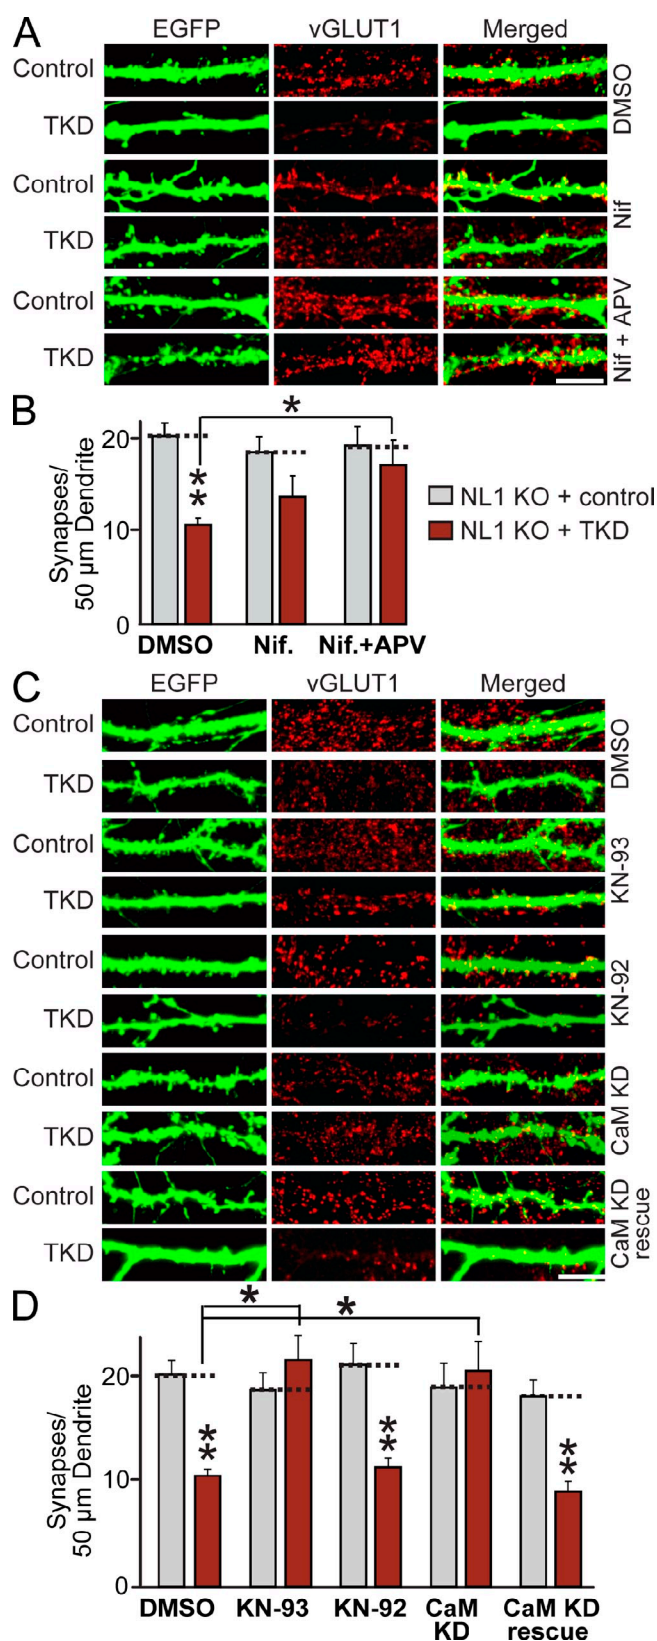 A
EGFP vGLUT1 Merged
Control
TKD
DMSO
Control
TKD
Nif
Control
TKD
Nif + APV
B
*
20
**
10
0
Synapses/
50 µm Dendrite
NL1 KO + control
NL1 KO + TKD
DMSO Nif. Nif.+APV
C
EGFP vGLUT1 Merged
Control
TKD
DMSO
Control
TKD
KN-93
Control
TKD
KN-92
Control
TKD
CaM KD
Control
TKD
CaM KD
rescue
D
* *
20
** ** **
10
0
Synapses/
50 µm Dendrite
DMSO KN-93 KN-92 CaM CaM KD
KD rescue